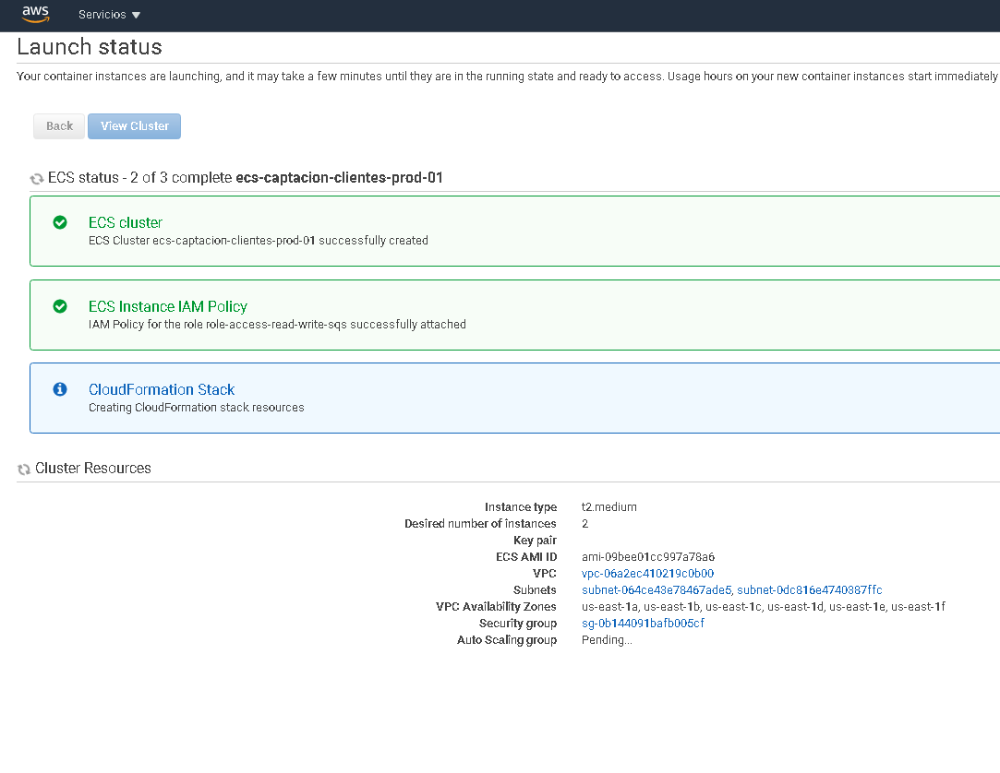 aws
Servicios
Launch status
Your container instances are launching, and it may take a few minutes until they are in the running state and ready to access. Usage hours on your new container instances start immediately
Back
View Cluster
ECS status - 2 of 3 complete ecs-captacion-clientes-prod-01
ECS cluster
ECS Cluster ecs-captacion-clientes-prod-01 successfully created
ECS Instance IAM Policy
IAM Policy for the role role-access-read-write-sqs successfully attached
CloudFormation Stack
Creating CloudFormation stack resources
Cluster Resources
Instance type t2.medium
Desired number of instances 2
Key pair
ECS AMI ID ami-09bee01cc997a78a6
VPC vpc-06a2ec410219c0b00
Subnets subnet-064ce43e78467ade5, subnet-0dc816e4740387ffc
VPC Availability Zones us-east-1a, us-east-1b, us-east-1c, us-east-1d, us-east-1e, us-east-1f
Security group sg-0b144091bafb005cf
Auto Scaling group Pending...